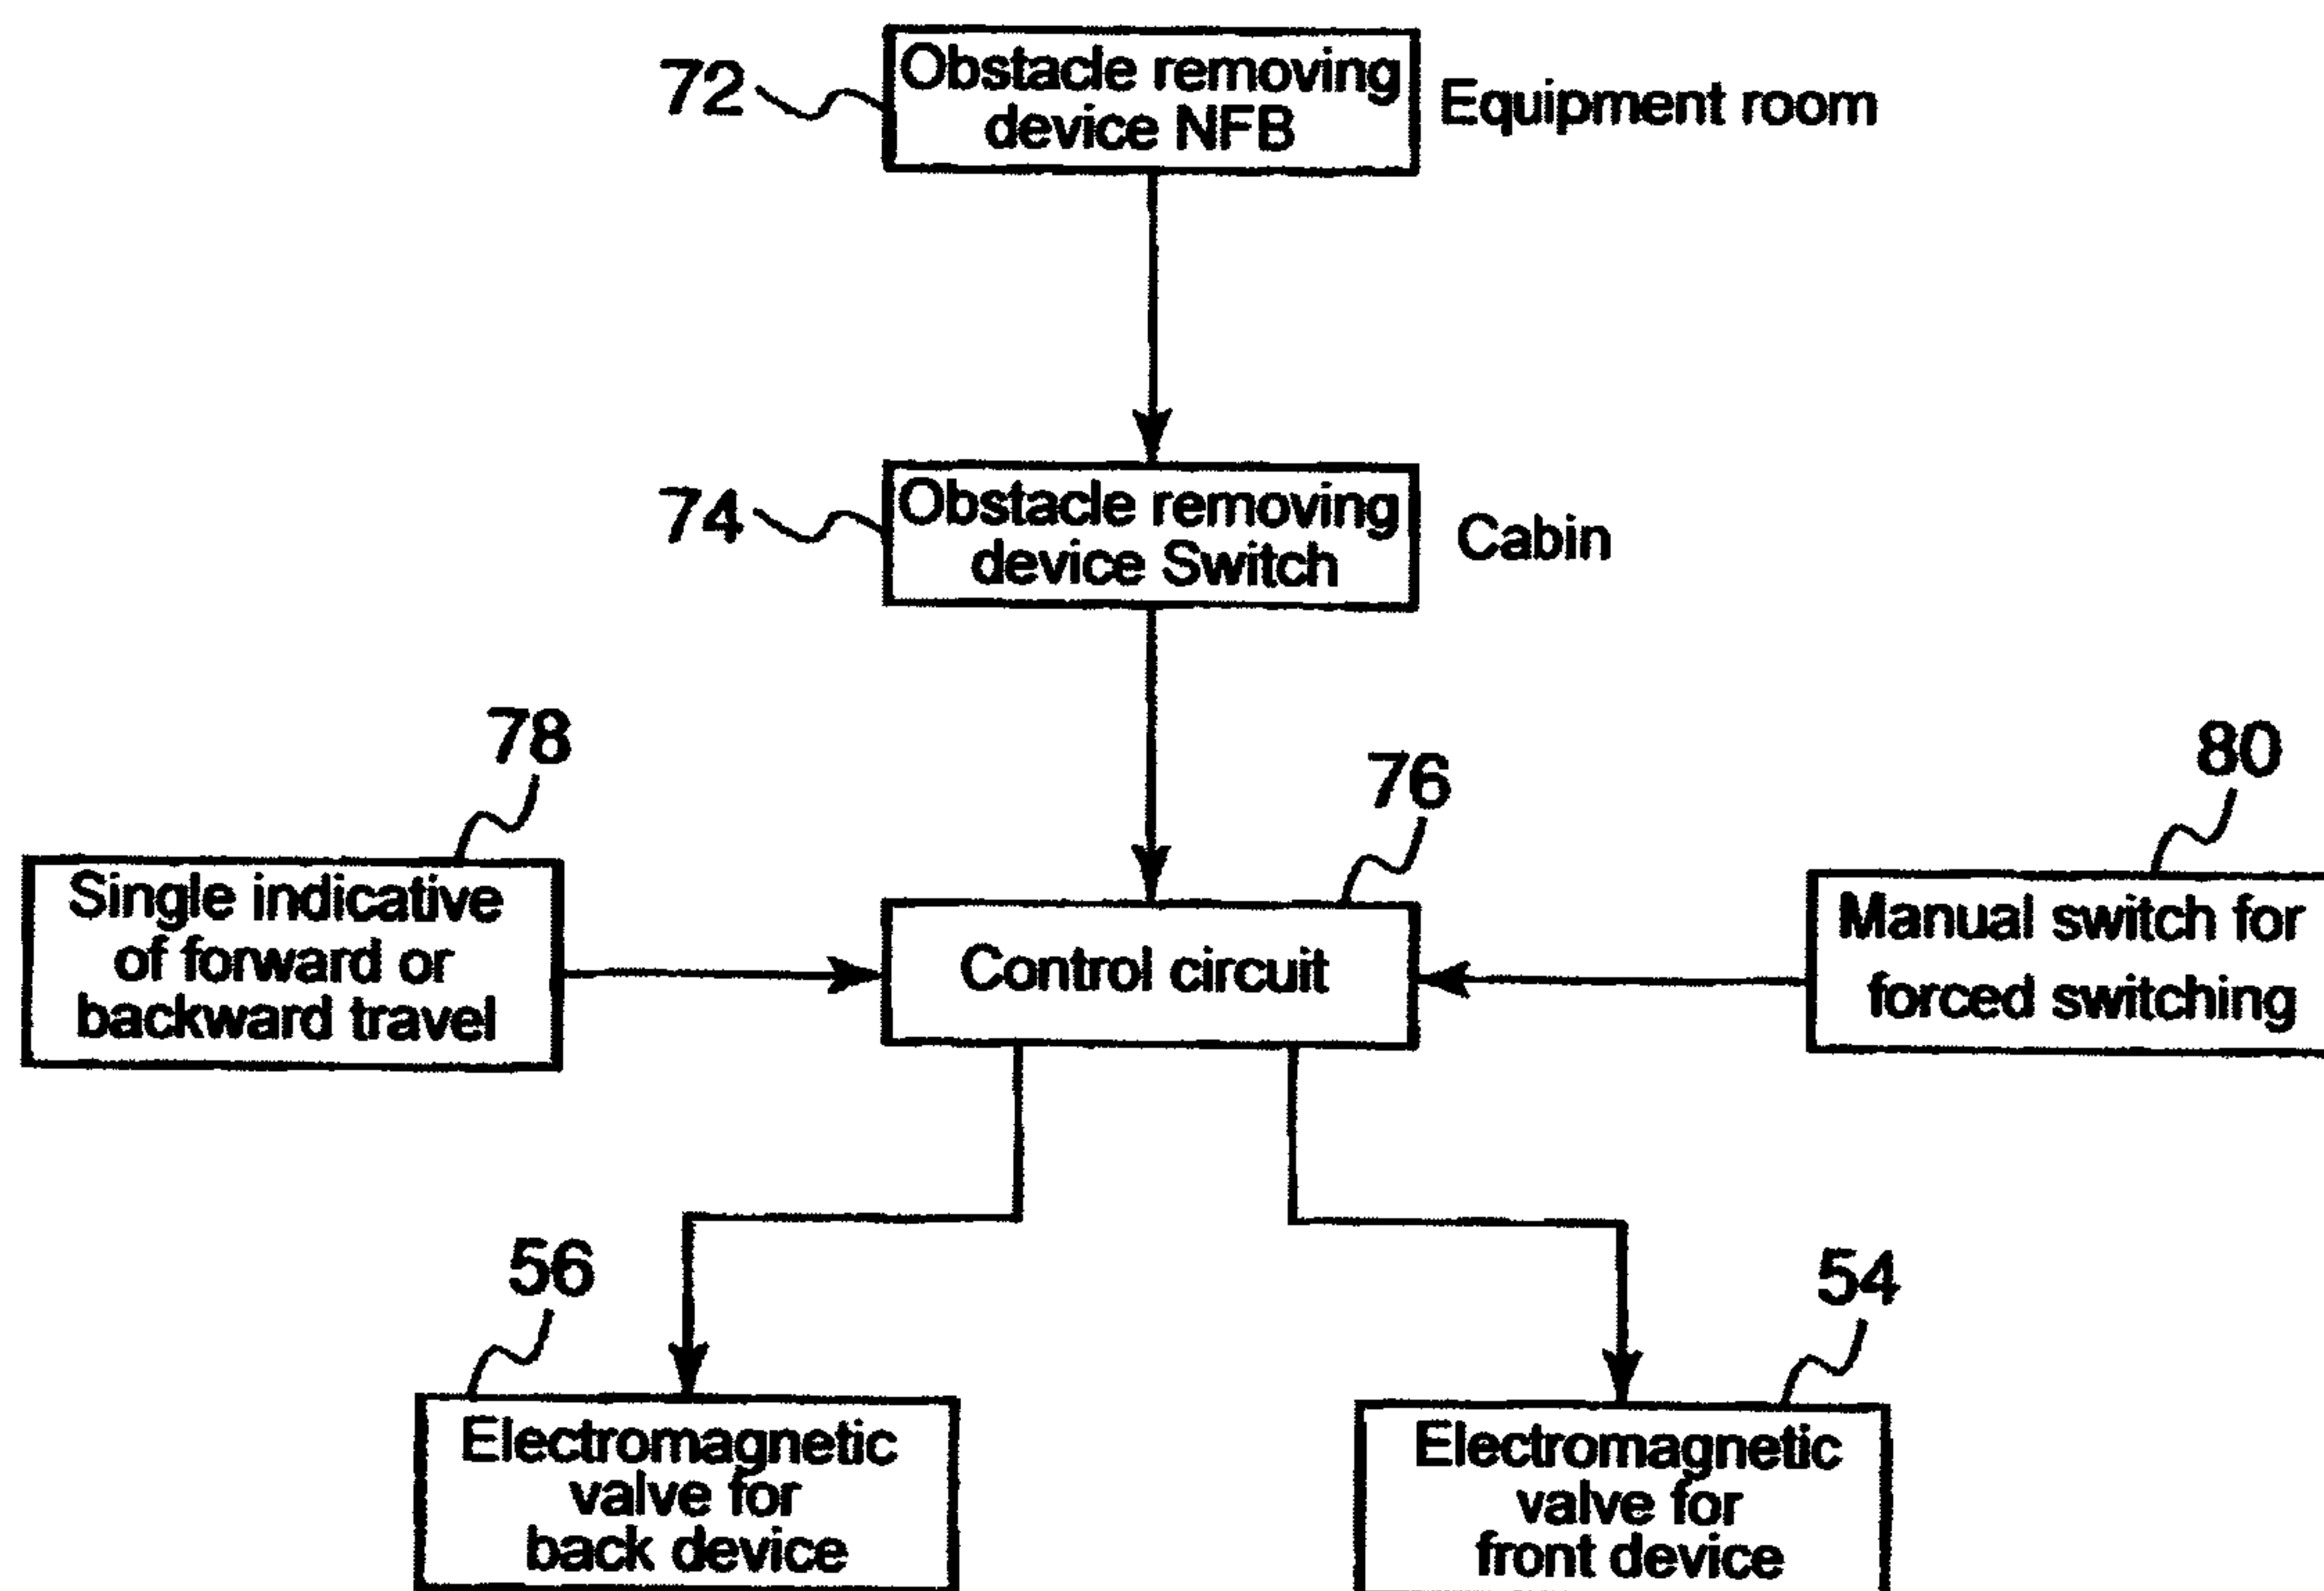 72
Obstacle removing
device NFB
Equipment room
74
Obstacle removing
device Switch
Cabin
78
Single indicative
of forward or
backward travel
76
Control circuit
80
Manual switch for
forced switching
56
Electromagnetic
valve for
back device
54
Electromagnetic
valve for
front device